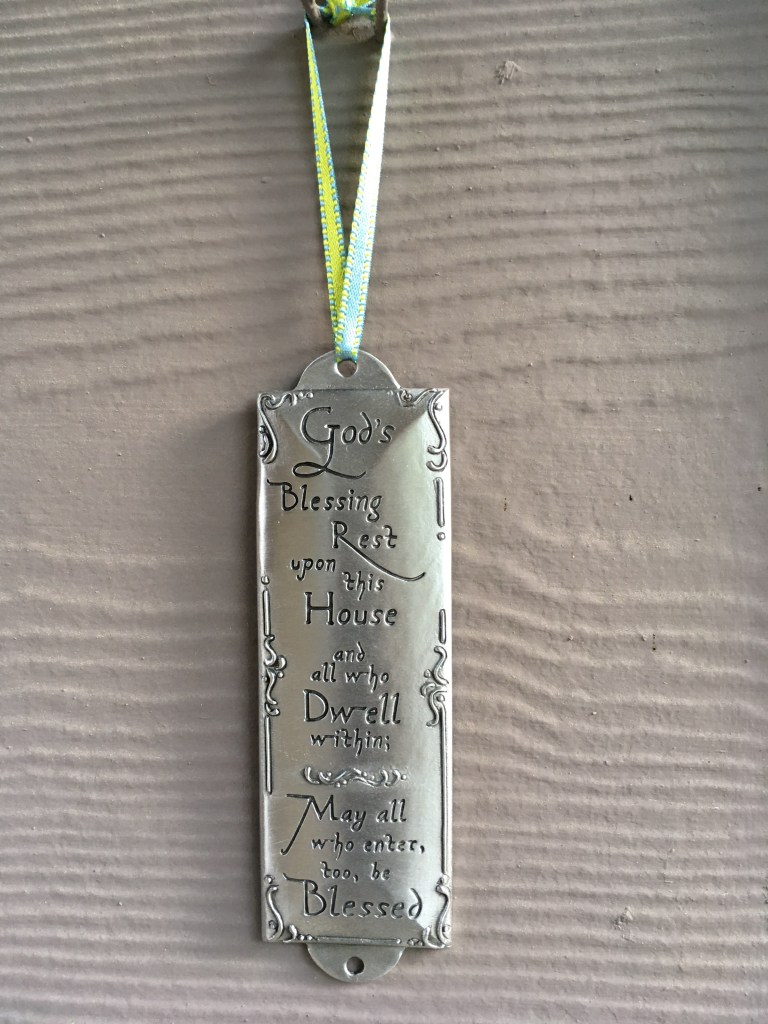 God's
Blessing
Rest
upon
this
House
and
all who
Dwell
within;
May all
who enter,
too, be
Blessed